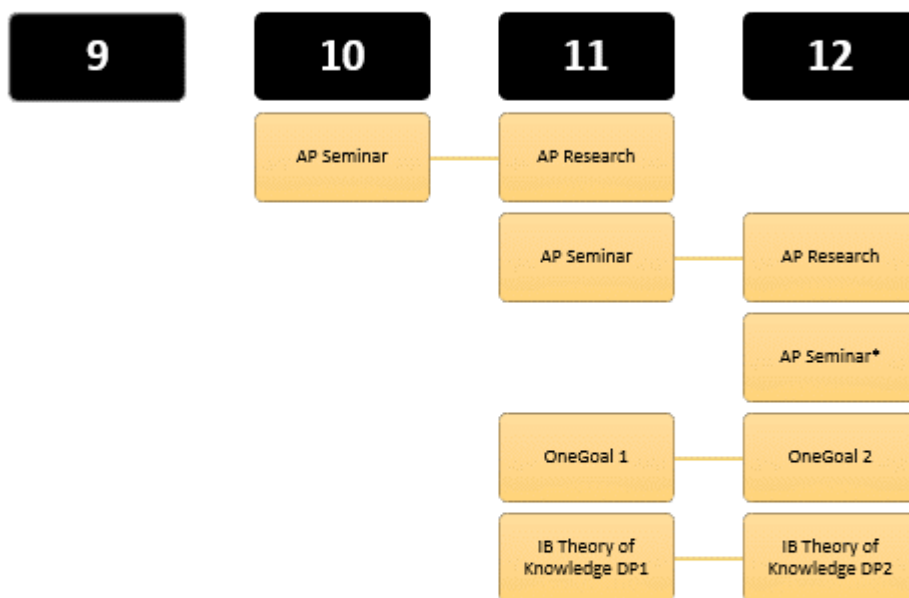 9
10
11
12
AP Seminar
AP Research
AP Seminar
AP Research
AP Seminar*
OneGoal 1
OneGoal 2
IB Theory of
Knowledge DP1
IB Theory of
Knowledge DP2